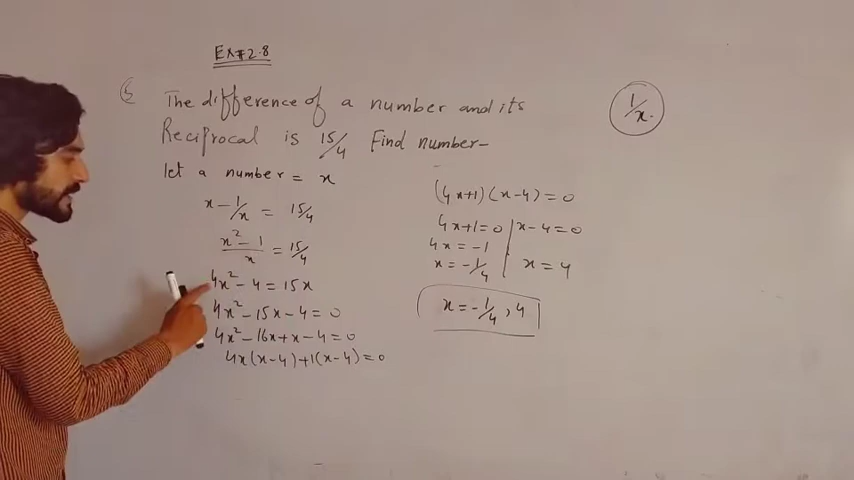 Ex#2.8
Q5 The difference of a number and its
Reciprocal is 15/4 Find number-
let a number = x
x - 1/x = 15/4
x² - 1/x = 15/4
4x² - 4 = 15x
4x² - 15x - 4 = 0
4x² - 16x + x - 4 = 0
4x(x-4)+1(x-4) = 0
(4x+1)(x-4) = 0
4x+1=0 | x-4=0
4x = -1
x = -1/4 | x = 4
x = -1/4, 4
1/x.